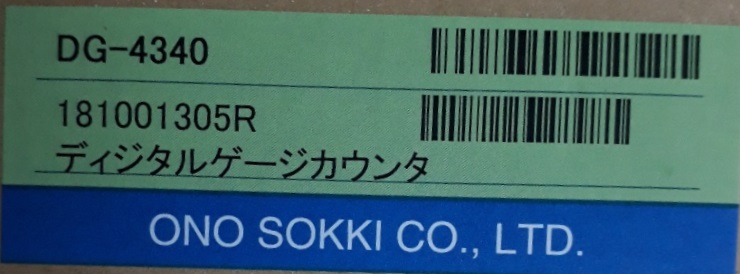 DG-4340
181001305R
ディジタルゲージカウンタ
ONO SOKKI CO., LTD.